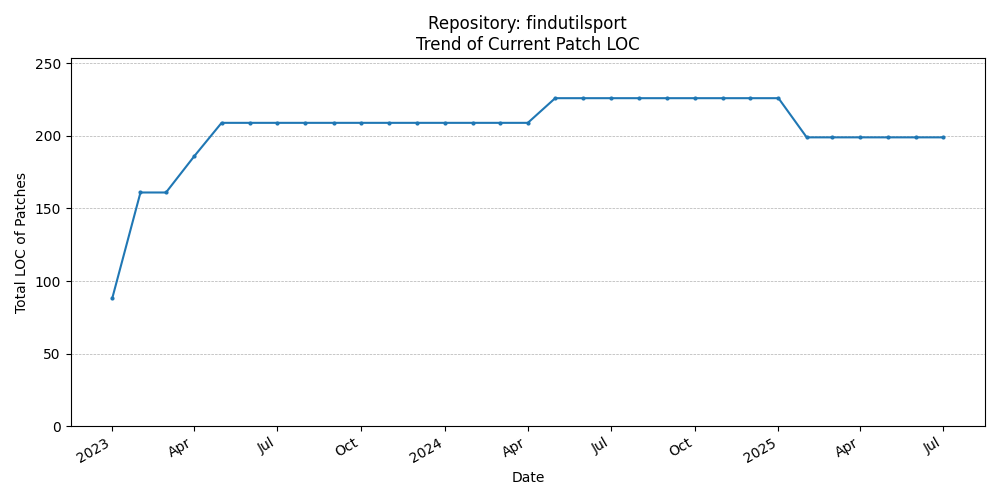 Repository: findutilsport
Trend of Current Patch LOC
250
200
150
100
50
0
Total LOC of Patches
2023
Apr
Jul
Oct
2024
Apr
Jul
Oct
2025
Apr
Jul
Date